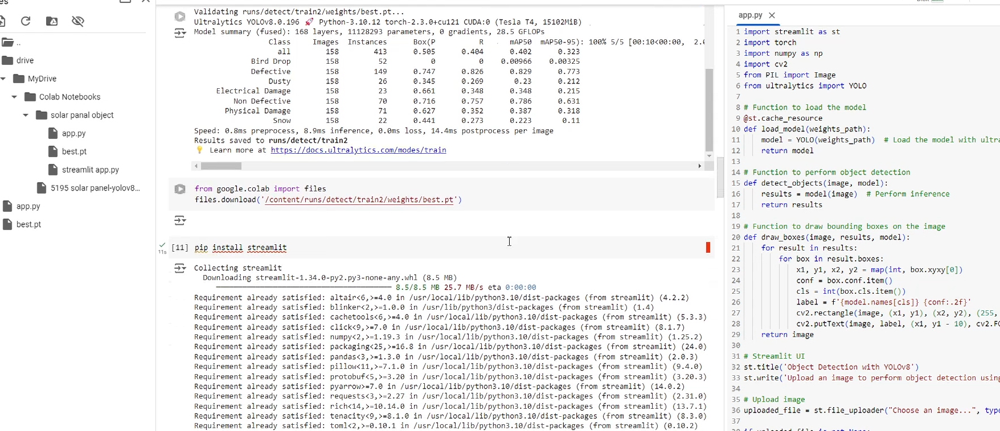 es
..
drive
MyDrive
Colab Notebooks
solar panal object
app.py
best.pt
streamlit app.py
5195 solar panel-yolov8...
app.py
best.pt
Validating runs/detect/train2/weights/best.pt...
Ultralytics YOLOv8.0.196 🚀 Python-3.10.12 torch-2.3.0+cu121 CUDA:0 (Tesla T4, 15102MiB)
Model summary (fused): 168 layers, 11128293 parameters, 0 gradients, 28.5 GFLOPs
Class Images Instances Box(P R mAP50 mAP50-95): 100% 5/5 [00:10<00:00, 2.0
all 158 413 0.505 0.404 0.402 0.323
Bird Drop 158 52 0 0 0.00966 0.00325
Defective 158 149 0.747 0.826 0.829 0.773
Dusty 158 26 0.345 0.269 0.23 0.212
Electrical Damage 158 23 0.661 0.348 0.348 0.215
Non Defective 158 70 0.716 0.757 0.786 0.631
Physical Damage 158 71 0.627 0.352 0.387 0.318
Snow 158 22 0.441 0.273 0.223 0.11
Speed: 0.8ms preprocess, 8.9ms inference, 0.0ms loss, 14.4ms postprocess per image
Results saved to runs/detect/train2
💡 Learn more at https://docs.ultralytics.com/modes/train
from google.colab import files
files.download('/content/runs/detect/train2/weights/best.pt')
11s
[11] pip install streamlit
Collecting streamlit
Downloading streamlit-1.34.0-py2.py3-none-any.whl (8.5 MB)
8.5/8.5 MB 25.7 MB/s eta 0:00:00
Requirement already satisfied: altair<6,>=4.0 in /usr/local/lib/python3.10/dist-packages (from streamlit) (4.2.2)
Requirement already satisfied: blinker<2,>=1.0.0 in /usr/lib/python3/dist-packages (from streamlit) (1.4)
Requirement already satisfied: cachetools<6,>=4.0 in /usr/local/lib/python3.10/dist-packages (from streamlit) (5.3.3)
Requirement already satisfied: click<9,>=7.0 in /usr/local/lib/python3.10/dist-packages (from streamlit) (8.1.7)
Requirement already satisfied: numpy<2,>=1.19.3 in /usr/local/lib/python3.10/dist-packages (from streamlit) (1.25.2)
Requirement already satisfied: packaging<25,>=16.8 in /usr/local/lib/python3.10/dist-packages (from streamlit) (24.0)
Requirement already satisfied: pandas<3,>=1.3.0 in /usr/local/lib/python3.10/dist-packages (from streamlit) (2.0.3)
Requirement already satisfied: pillow<11,>=7.1.0 in /usr/local/lib/python3.10/dist-packages (from streamlit) (9.4.0)
Requirement already satisfied: protobuf<5,>=3.20 in /usr/local/lib/python3.10/dist-packages (from streamlit) (3.20.3)
Requirement already satisfied: pyarrow>=7.0 in /usr/local/lib/python3.10/dist-packages (from streamlit) (14.0.2)
Requirement already satisfied: requests<3,>=2.27 in /usr/local/lib/python3.10/dist-packages (from streamlit) (2.31.0)
Requirement already satisfied: rich<14,>=10.14.0 in /usr/local/lib/python3.10/dist-packages (from streamlit) (13.7.1)
Requirement already satisfied: tenacity<9,>=8.1.0 in /usr/local/lib/python3.10/dist-packages (from streamlit) (8.3.0)
Requirement already satisfied: toml<2,>=0.10.1 in /usr/local/lib/python3.10/dist-packages (from streamlit) (0.10.2)
app.py
1 import streamlit as st
2 import torch
3 import numpy as np
4 import cv2
5 from PIL import Image
6 from ultralytics import YOLO
7
8 # Function to load the model
9 @st.cache_resource
10 def load_model(weights_path):
11 model = YOLO(weights_path) # Load the model with ultra
12 return model
13
14 # Function to perform object detection
15 def detect_objects(image, model):
16 results = model(image) # Perform inference
17 return results
18
19 # Function to draw bounding boxes on the image
20 def draw_boxes(image, results, model):
21 for result in results:
22 for box in result.boxes:
23 x1, y1, x2, y2 = map(int, box.xyxy[0])
24 conf = box.conf.item()
25 cls = int(box.cls.item())
26 label = f'{model.names[cls]} {conf:.2f}'
27 cv2.rectangle(image, (x1, y1), (x2, y2), (255,
28 cv2.putText(image, label, (x1, y1 - 10), cv2.FO
29 return image
30
31 # Streamlit UI
32 st.title('Object Detection with YOLOv8')
33 st.write('Upload an image to perform object detection using
34
35 # Upload image
36 uploaded_file = st.file_uploader("Choose an image...", type
37